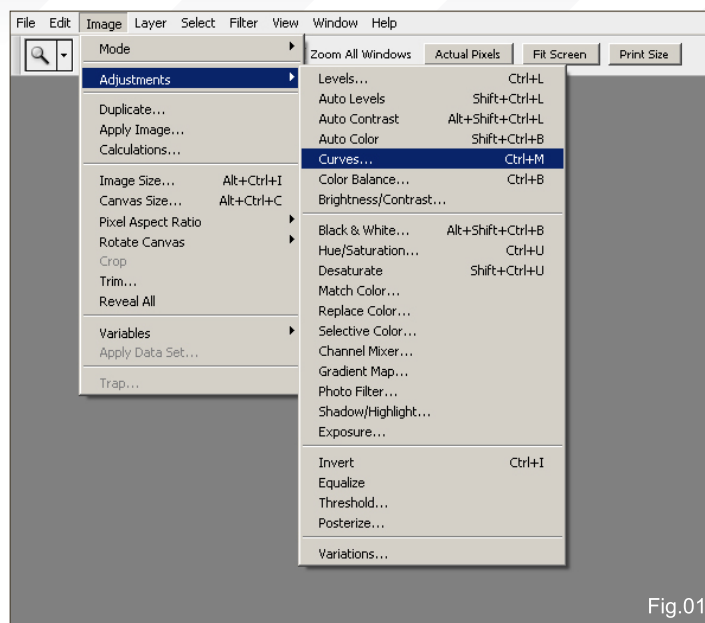 File Edit Image Layer Select Filter View Window Help
Zoom All Windows Actual Pixels Fit Screen Print Size
Mode
Adjustments
Duplicate...
Apply Image...
Calculations...
Image Size... Alt+Ctrl+I
Canvas Size... Alt+Ctrl+C
Pixel Aspect Ratio
Rotate Canvas
Crop
Trim...
Reveal All
Variables
Apply Data Set...
Trap...
Levels... Ctrl+L
Auto Levels Shift+Ctrl+L
Auto Contrast Alt+Shift+Ctrl+L
Auto Color Shift+Ctrl+B
Curves... Ctrl+M
Color Balance... Ctrl+B
Brightness/Contrast...
Black & White... Alt+Shift+Ctrl+B
Hue/Saturation... Ctrl+U
Desaturate Shift+Ctrl+U
Match Color...
Replace Color...
Selective Color...
Channel Mixer...
Gradient Map...
Photo Filter...
Shadow/Highlight...
Exposure...
Invert Ctrl+I
Equalize
Threshold...
Posterize...
Variations...
Fig.01